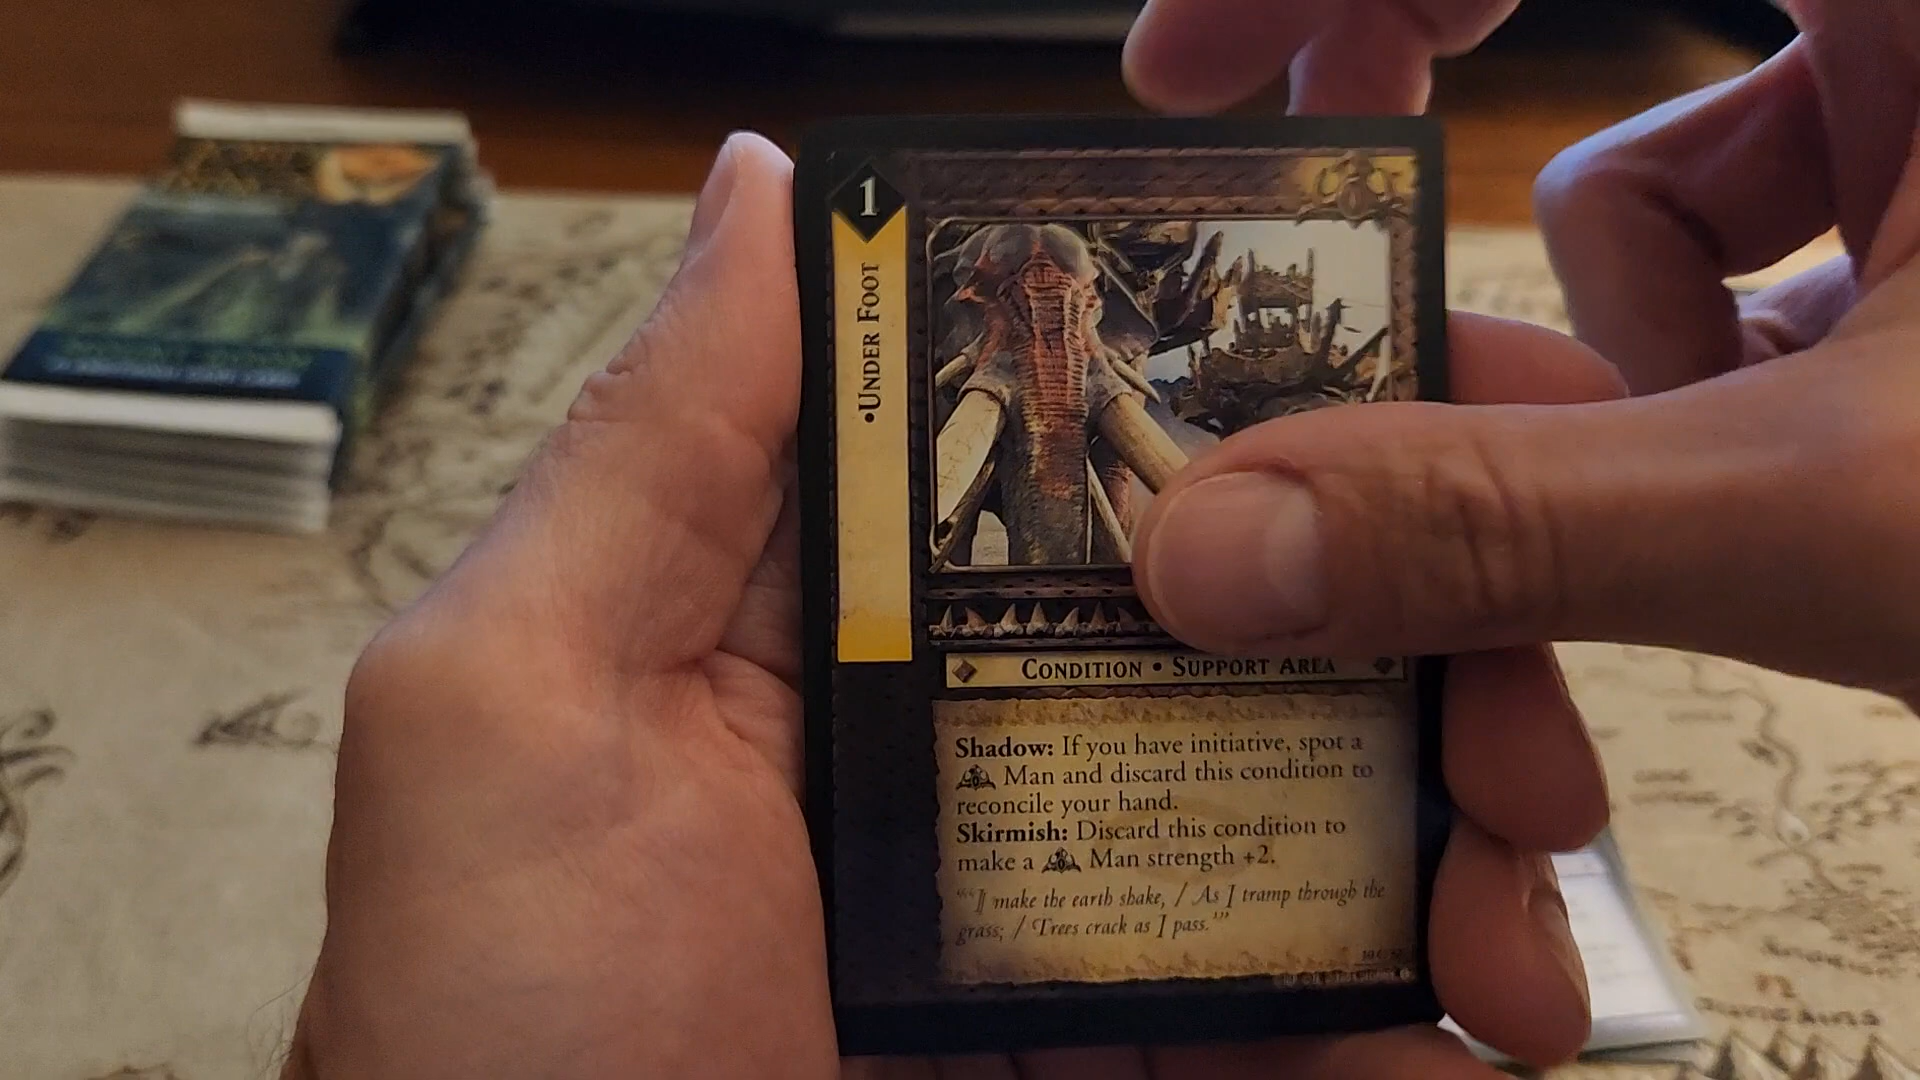 1
•UNDER FOOT
CONDITION • SUPPORT AREA
Shadow: If you have initiative, spot a
Man and discard this condition to
reconcile your hand.
Skirmish: Discard this condition to
make a Man strength +2.
"'"I make the earth shake, / As I tramp through the
grass; / Trees crack as I pass."'"